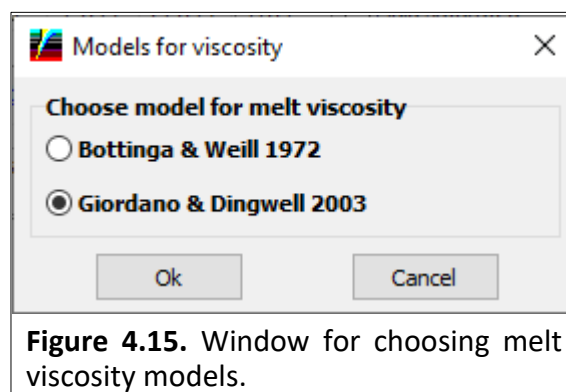 Models for viscosity
Choose model for melt viscosity
Bottinga & Weill 1972
Giordano & Dingwell 2003
Ok Cancel
Figure 4.15. Window for choosing melt
viscosity models.